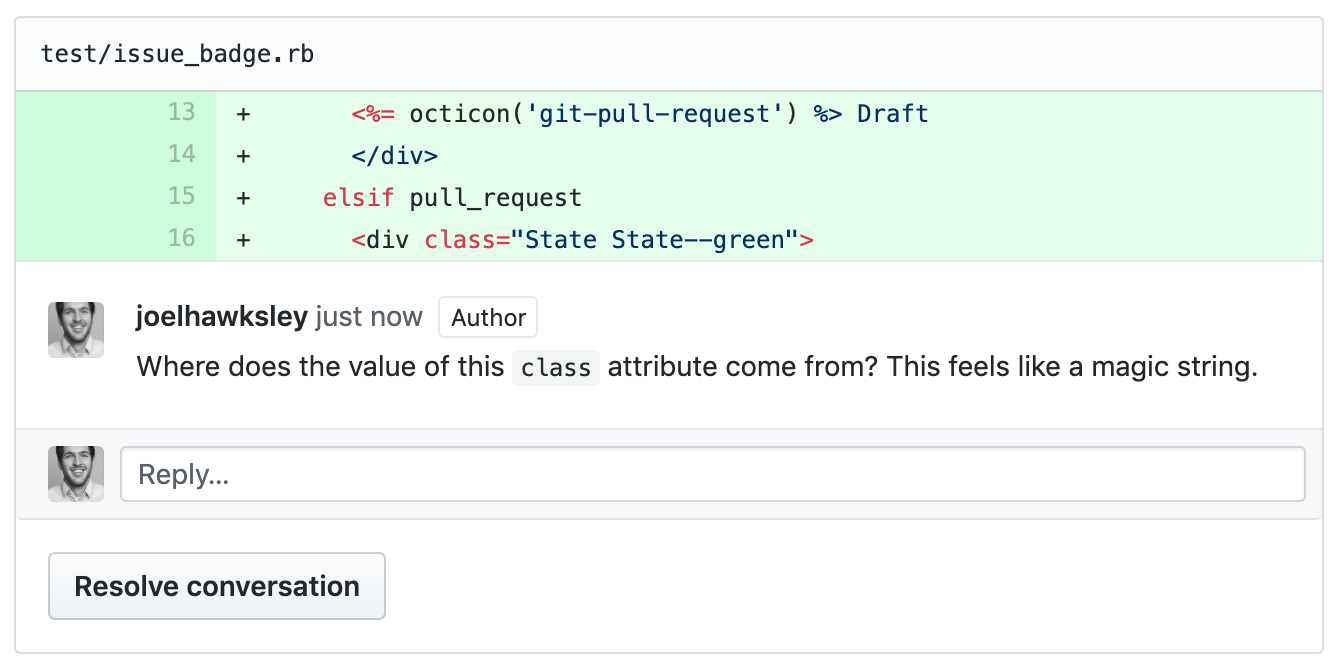 test/issue_badge.rb
13 + <%= octicon('git-pull-request') %> Draft
14 + </div>
15 + elsif pull_request
16 + <div class="State State--green">
joelhawksley just now Author
Where does the value of this class attribute come from? This feels like a magic string.
Reply...
Resolve conversation